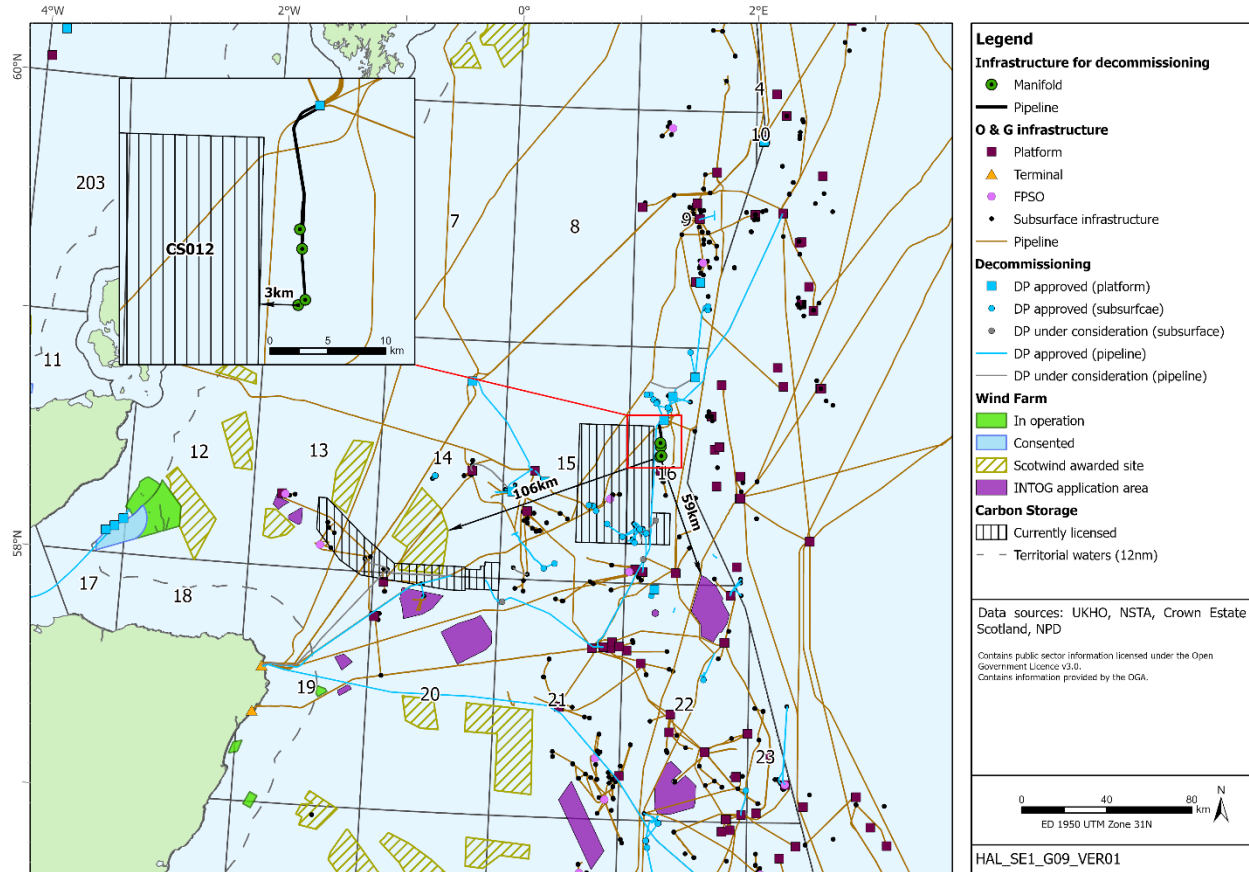 4°W
2°W
0°
2°E
60°N
58°N
203
CS012
3km
0
5
10
km
4
10
7
8
9
11
12
13
14
15
16
106km
59km
17
18
19
20
21
22
23
Legend
Infrastructure for decommissioning
Manifold
Pipeline
O & G infrastructure
Platform
Terminal
FPSO
Subsurface infrastructure
Pipeline
Decommissioning
DP approved (platform)
DP approved (subsurfcae)
DP under consideration (subsurface)
DP approved (pipeline)
DP under consideration (pipeline)
Wind Farm
In operation
Consented
Scotwind awarded site
INTOG application area
Carbon Storage
Currently licensed
Territorial waters (12nm)
Data sources: UKHO, NSTA, Crown Estate
Scotland, NPD
Contains public sector information licensed under the Open
Government Licence v3.0.
Contains information provided by the OGA.
0
40
80
km
N
ED 1950 UTM Zone 31N
HAL_SE1_G09_VER01